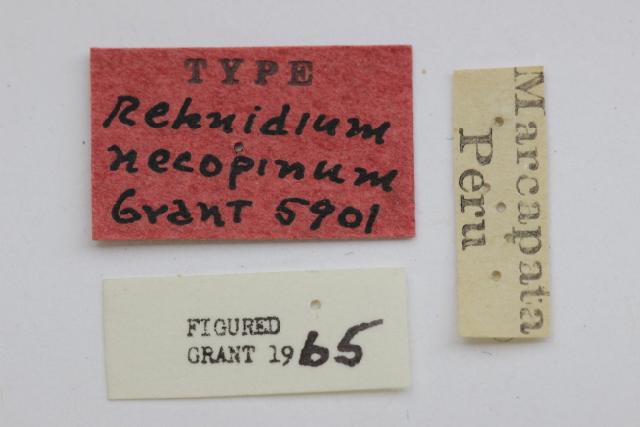 TYPE
Rehnidium
necopinum
Grant 5901
FIGURED
GRANT 1965
Marcapata
Peru